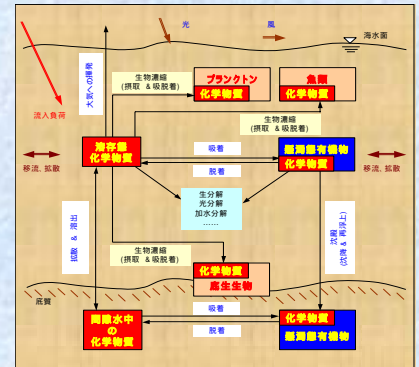 光
風
海水面
大気への揮発
生物濃縮
(摂取 & 吸脱着)
プランクトン
化学物質
魚類
化学物質
流入負荷
生物濃縮
(摂取 & 吸脱着)
溶存態
化学物質
吸着
脱着
懸濁態有機物
化学物質
移流, 拡散
移流, 拡散
生分解
光分解
加水分解
……
拡散 & 溶出
沈降
(沈降 & 再浮上)
生物濃縮
(摂取 & 吸脱着)
化学物質
底生生物
底質
間隙水中
の
化学物質
吸着
脱着
化学物質
懸濁態有機物